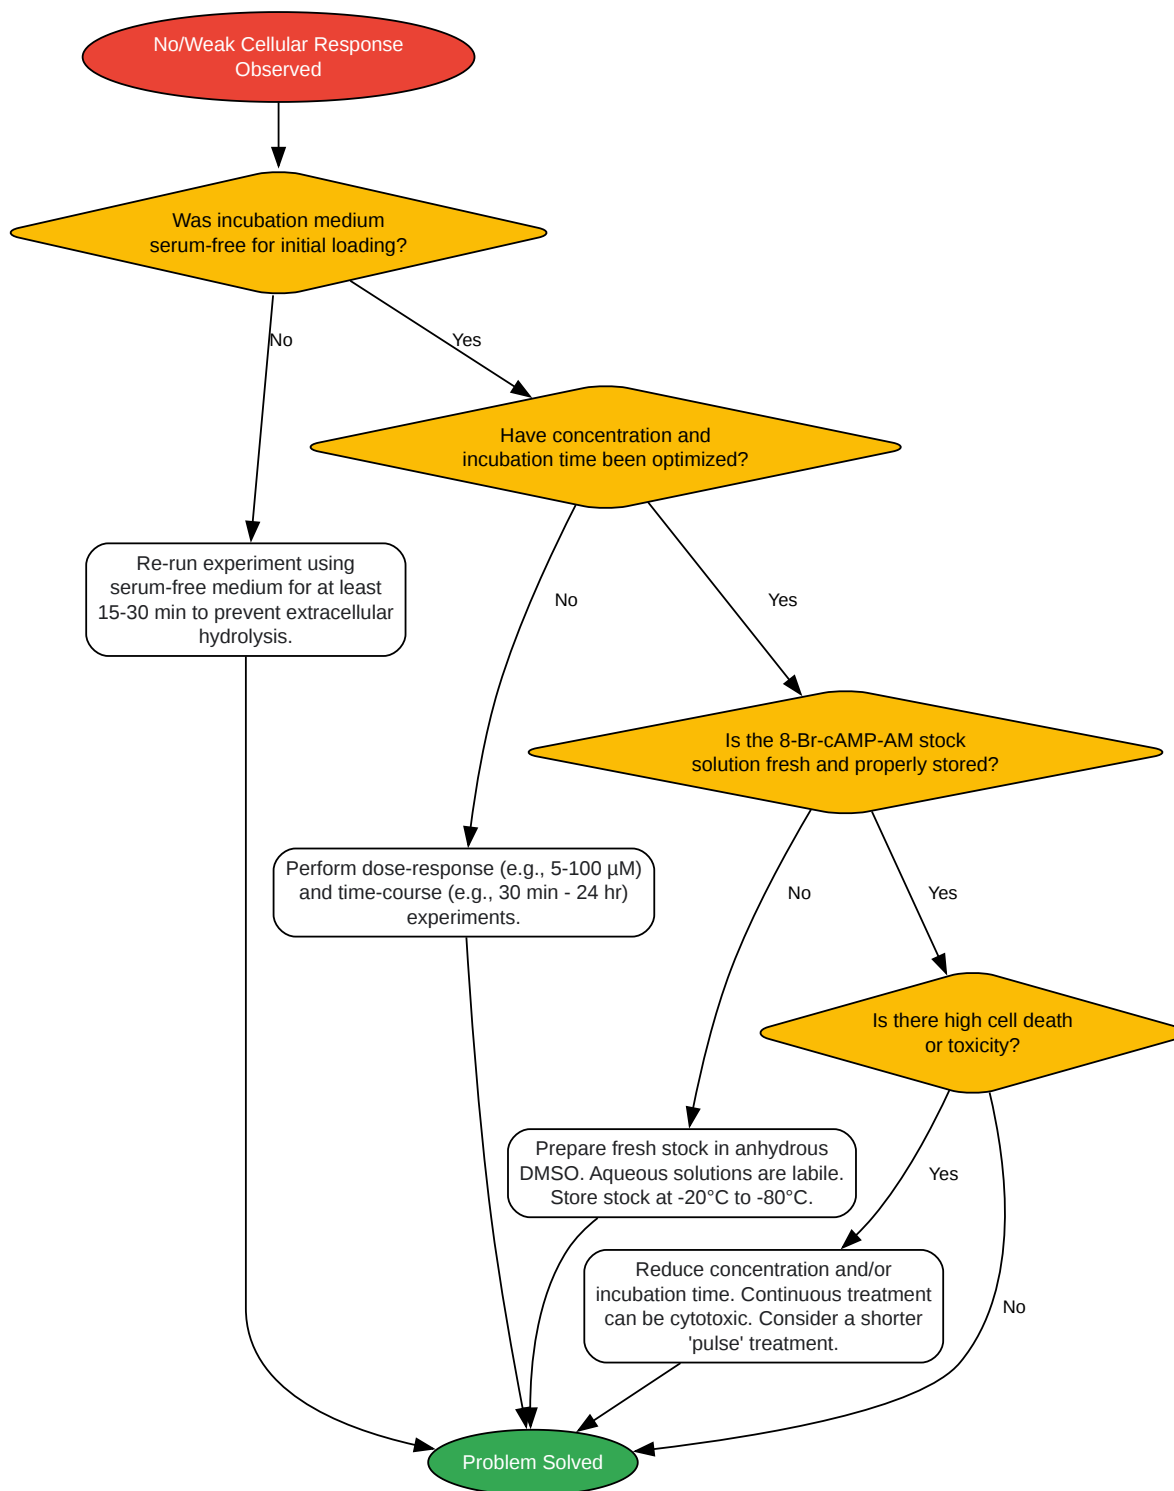 No/Weak Cellular Response
Observed
Was incubation medium
serum-free for initial loading?
No
Yes
Have concentration and
incubation time been optimized?
Re-run experiment using
serum-free medium for at least
15-30 min to prevent extracellular
hydrolysis.
No
Yes
Is the 8-Br-cAMP-AM stock
solution fresh and properly stored?
Perform dose-response (e.g., 5-100 µM)
and time-course (e.g., 30 min - 24 hr)
experiments.
No
Yes
Is there high cell death
or toxicity?
Prepare fresh stock in anhydrous
DMSO. Aqueous solutions are labile.
Store stock at -20°C to -80°C.
Yes
Reduce concentration and/or
incubation time. Continuous treatment
can be cytotoxic. Consider a shorter
'pulse' treatment.
No
Problem Solved